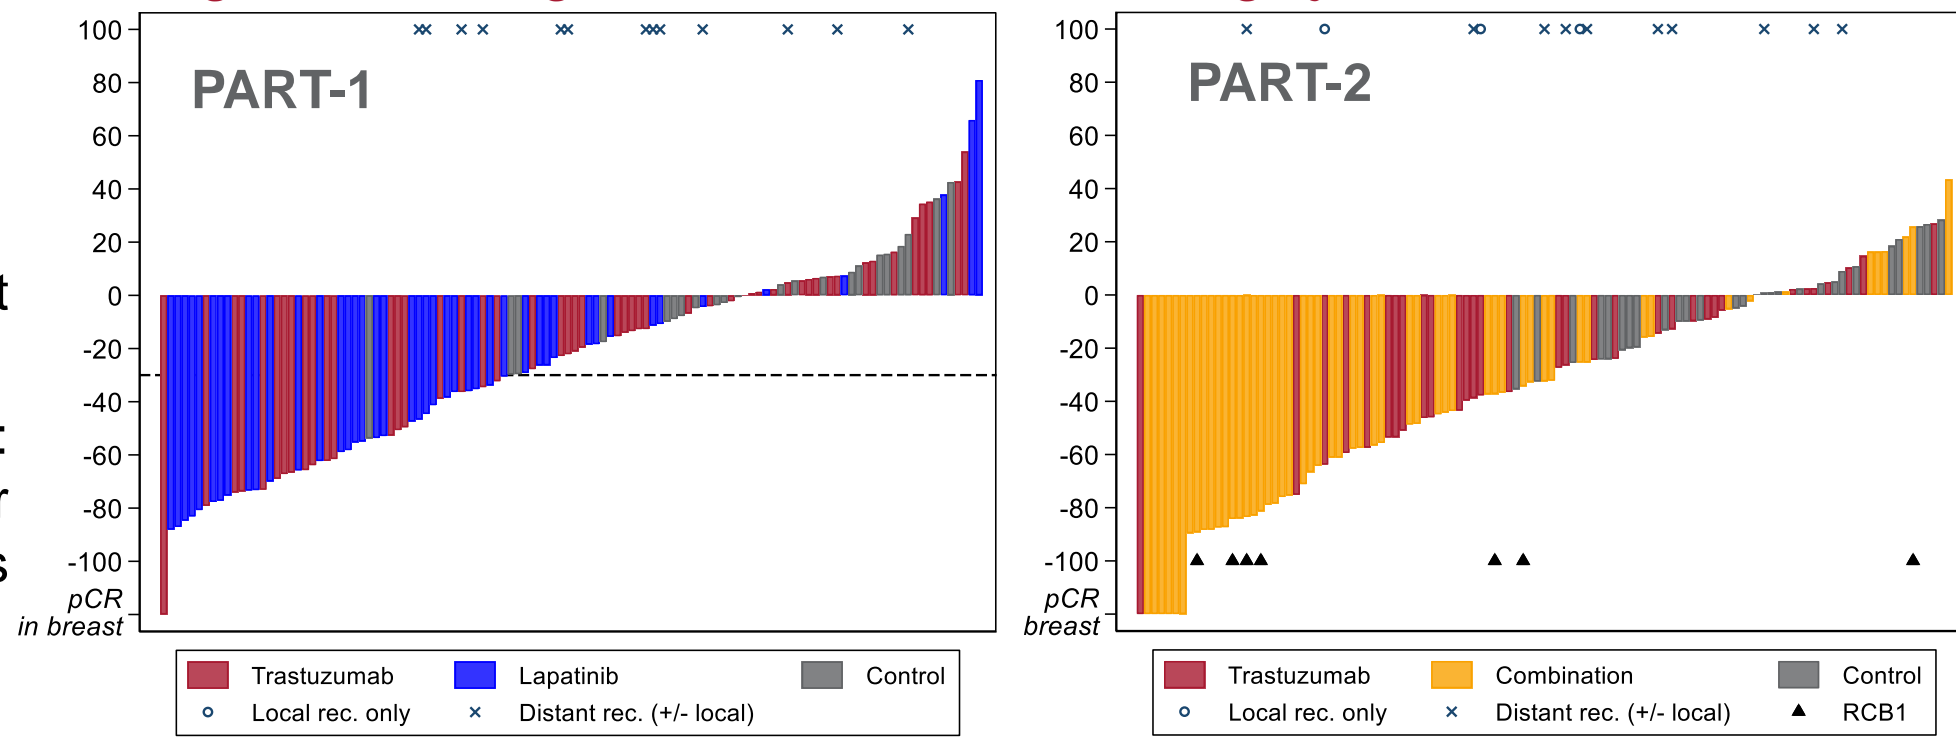 PART-1
100
80
60
40
20
0
-20
-40
-60
-80
-100
pCR
in breast
Trastuzumab
Lapatinib
Control
Local rec. only
Distant rec. (+/- local)
PART-2
100
80
60
40
20
0
-20
-40
-60
-80
-100
pCR
breast
Trastuzumab
Combination
Control
Local rec. only
Distant rec. (+/- local)
RCB1